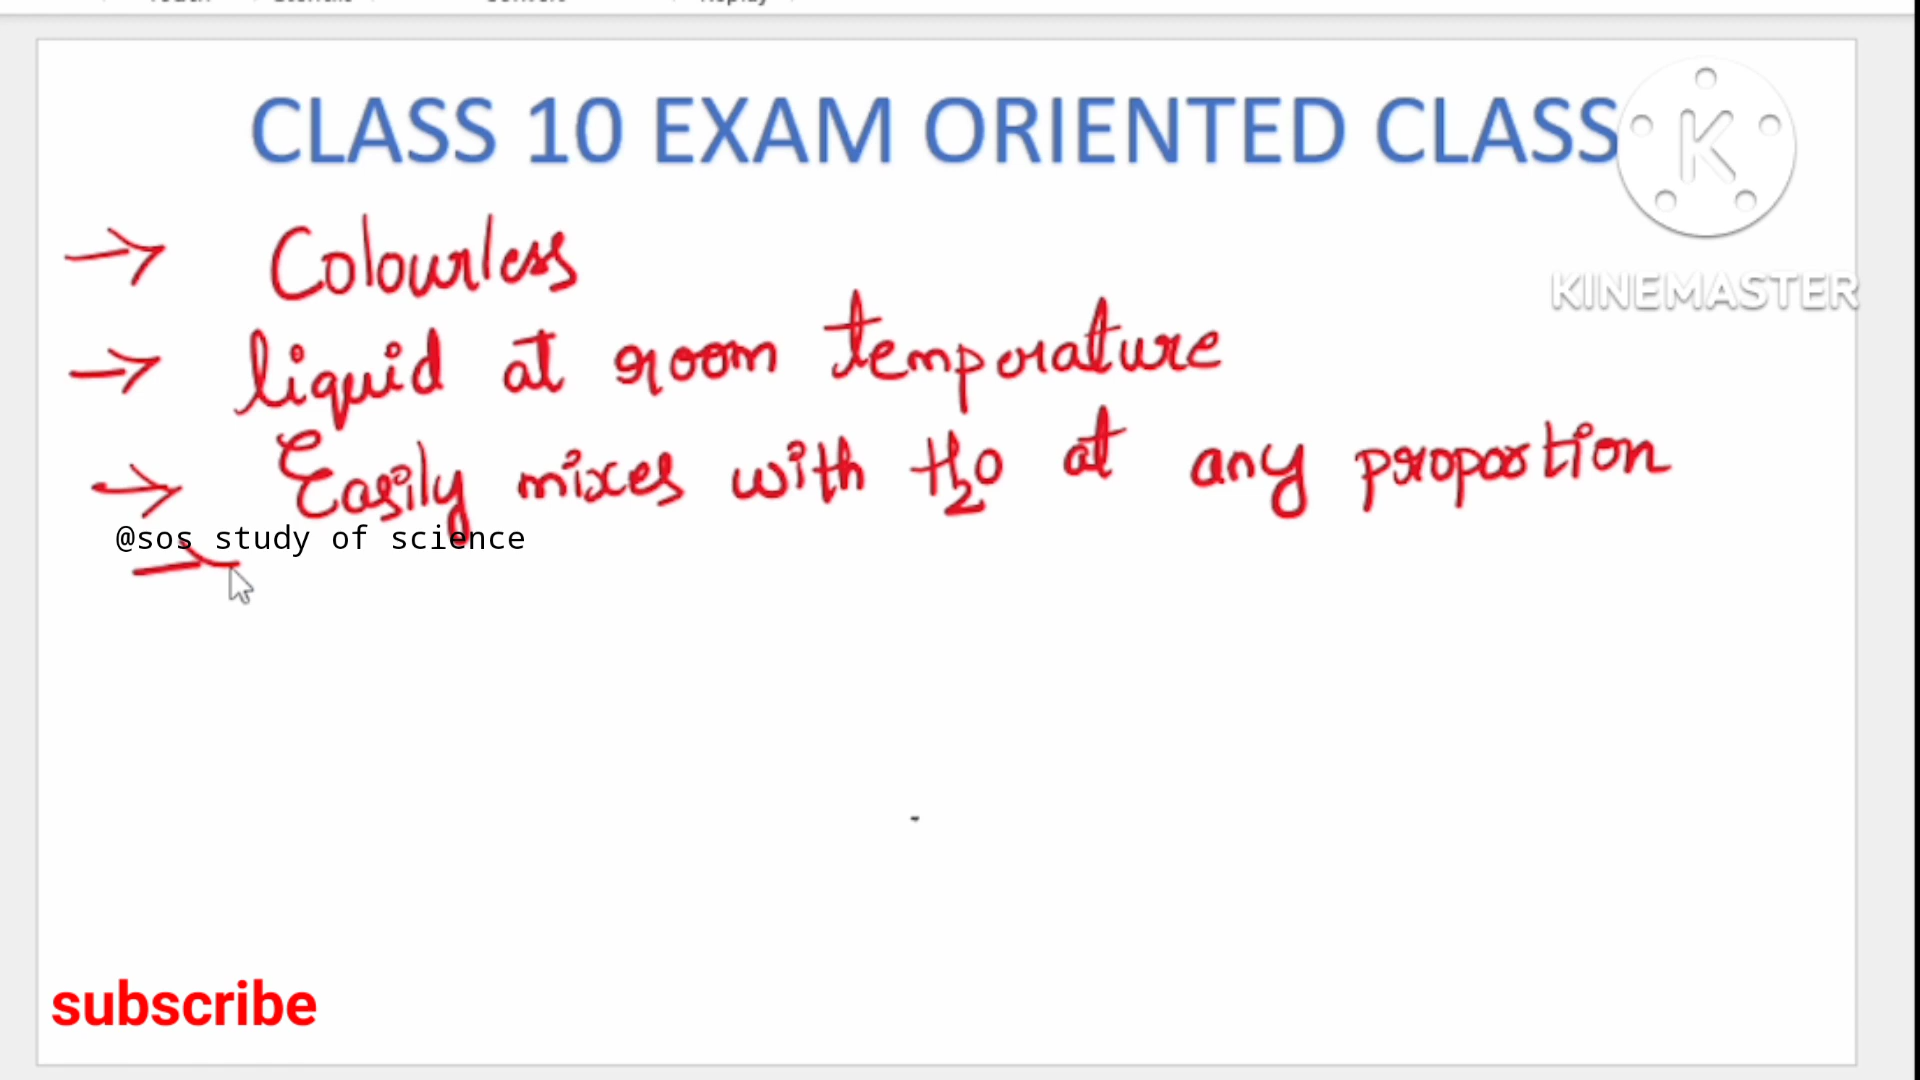 CLASS 10 EXAM ORIENTED CLASS
KINEMASTER
→ Colourless
→ liquid at room temperature
→ Easily mixes with H₂O at any proportion
@sos study of science
subscribe